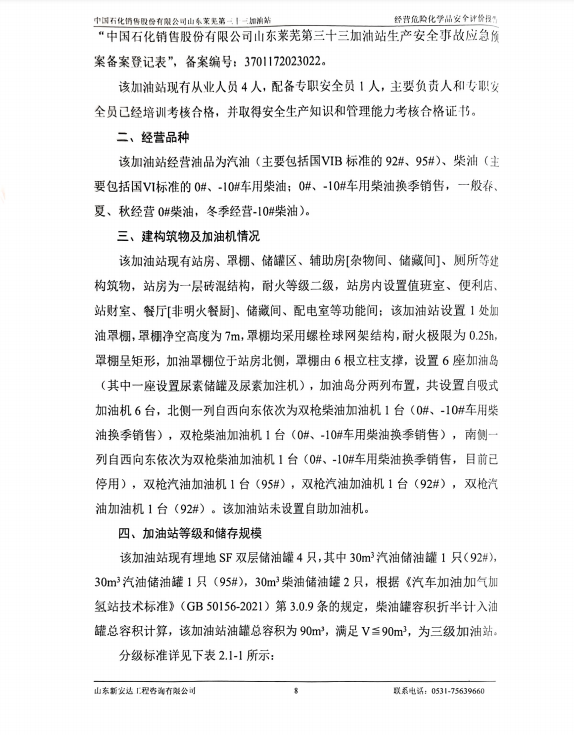 中国石化销售股份有限公司山东莱芜第三十三加油站 经营危险化学品安全评价报告
“中国石化销售股份有限公司山东莱芜第三十三加油站生产安全事故应急预
案备案登记表”，备案编号：3701172023022。
该加油站现有从业人员 4 人，配备专职安全员 1 人，主要负责人和专职安
全员已经培训考核合格，并取得安全生产知识和管理能力考核合格证书。
二、经营品种
该加油站经营油品为汽油（主要包括国ⅥB 标准的 92#、95#）、柴油（主
要包括国Ⅵ标准的 0#、-10#车用柴油；0#、-10#车用柴油换季销售，一般春、
夏、秋经营 0#柴油，冬季经营-10#柴油）。
三、建构筑物及加油机情况
该加油站现有站房、罩棚、储罐区、辅助房[杂物间、储藏间]、厕所等建
构筑物，站房为一层砖混结构，耐火等级二级，站房内设置值班室、便利店、
站财室、餐厅[非明火餐厨]、储藏间、配电室等功能间；该加油站设置 1 处加
油罩棚，罩棚净空高度为 7m，罩棚均采用螺栓球网架结构，耐火极限为 0.25h，
罩棚呈矩形，加油罩棚位于站房北侧，罩棚由 6 根立柱支撑，设置 6 座加油岛
（其中一座设置尿素储罐及尿素加注机），加油岛分两列布置，共设置自吸式
加油机 6 台，北侧一列自西向东依次为双枪柴油加油机 1 台（0#、-10#车用柴
油换季销售），双枪柴油加油机 1 台（0#、-10#车用柴油换季销售），南侧一
列自西向东依次为双枪柴油加油机 1 台（0#、-10#车用柴油换季销售，目前已
停用），双枪汽油加油机 1 台（95#），双枪汽油加油机 1 台（92#），双枪汽
油加油机 1 台（92#）。该加油站未设置自助加油机。
四、加油站等级和储存规模
该加油站现有埋地 SF 双层储油罐 4 只，其中 30m³ 汽油储油罐 1 只（92#），
30m³ 汽油储油罐 1 只（95#），30m³ 柴油储油罐 2 只，根据《汽车加油加气加
氢站技术标准》（GB 50156-2021）第 3.0.9 条的规定，柴油罐容积折半计入油
罐总容积计算，该加油站油罐总容积为 90m³，满足 V≦90m³，为三级加油站。
分级标准详见下表 2.1-1 所示：
山东新安达工程咨询有限公司 8 联系电话：0531-75639660